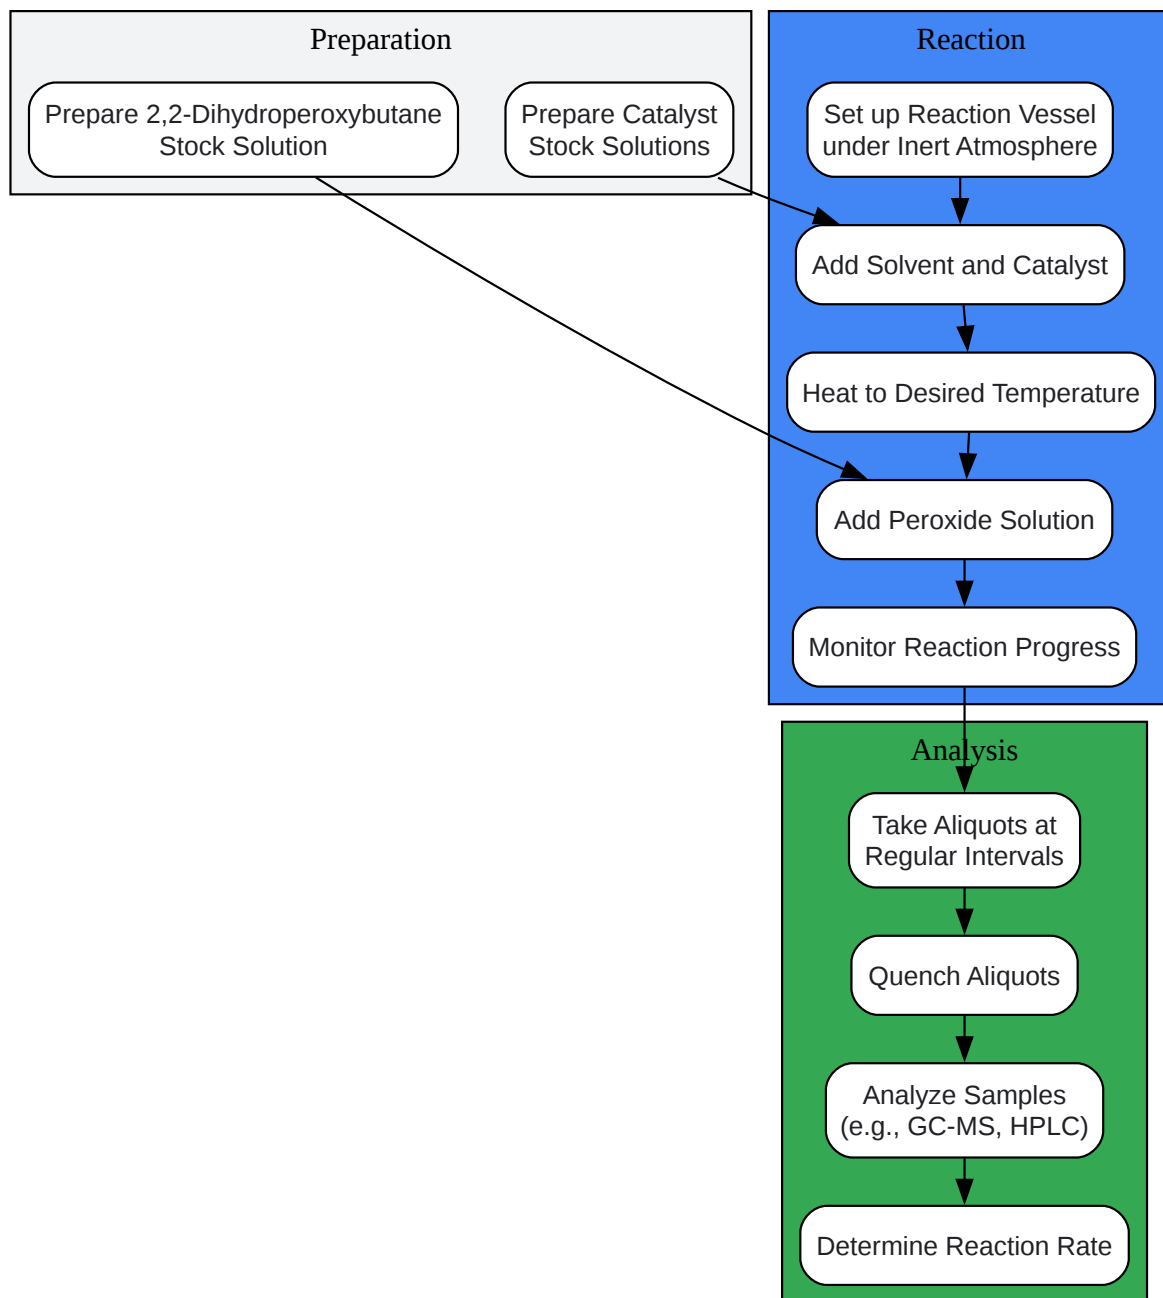 Preparation
Prepare 2,2-Dihydroperoxybutane
Stock Solution
Prepare Catalyst
Stock Solutions
Reaction
Set up Reaction Vessel
under Inert Atmosphere
Add Solvent and Catalyst
Heat to Desired Temperature
Add Peroxide Solution
Monitor Reaction Progress
Analysis
Take Aliquots at
Regular Intervals
Quench Aliquots
Analyze Samples
(e.g., GC-MS, HPLC)
Determine Reaction Rate